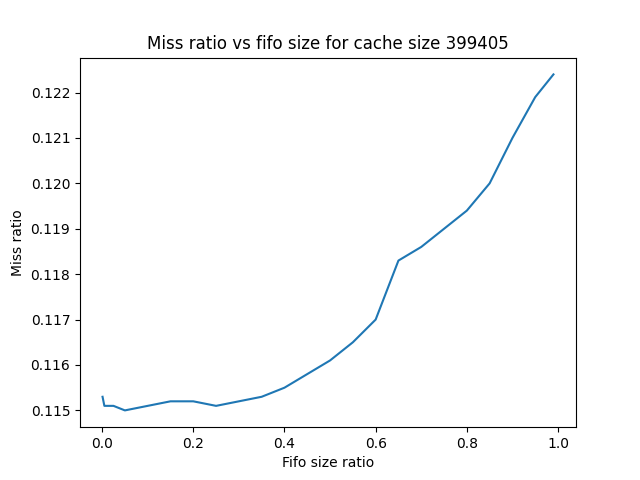 Miss ratio vs fifo size for cache size 399405
0.122
0.121
0.120
0.119
0.118
0.117
0.116
0.115
Miss ratio
0.0 0.2 0.4 0.6 0.8 1.0
Fifo size ratio